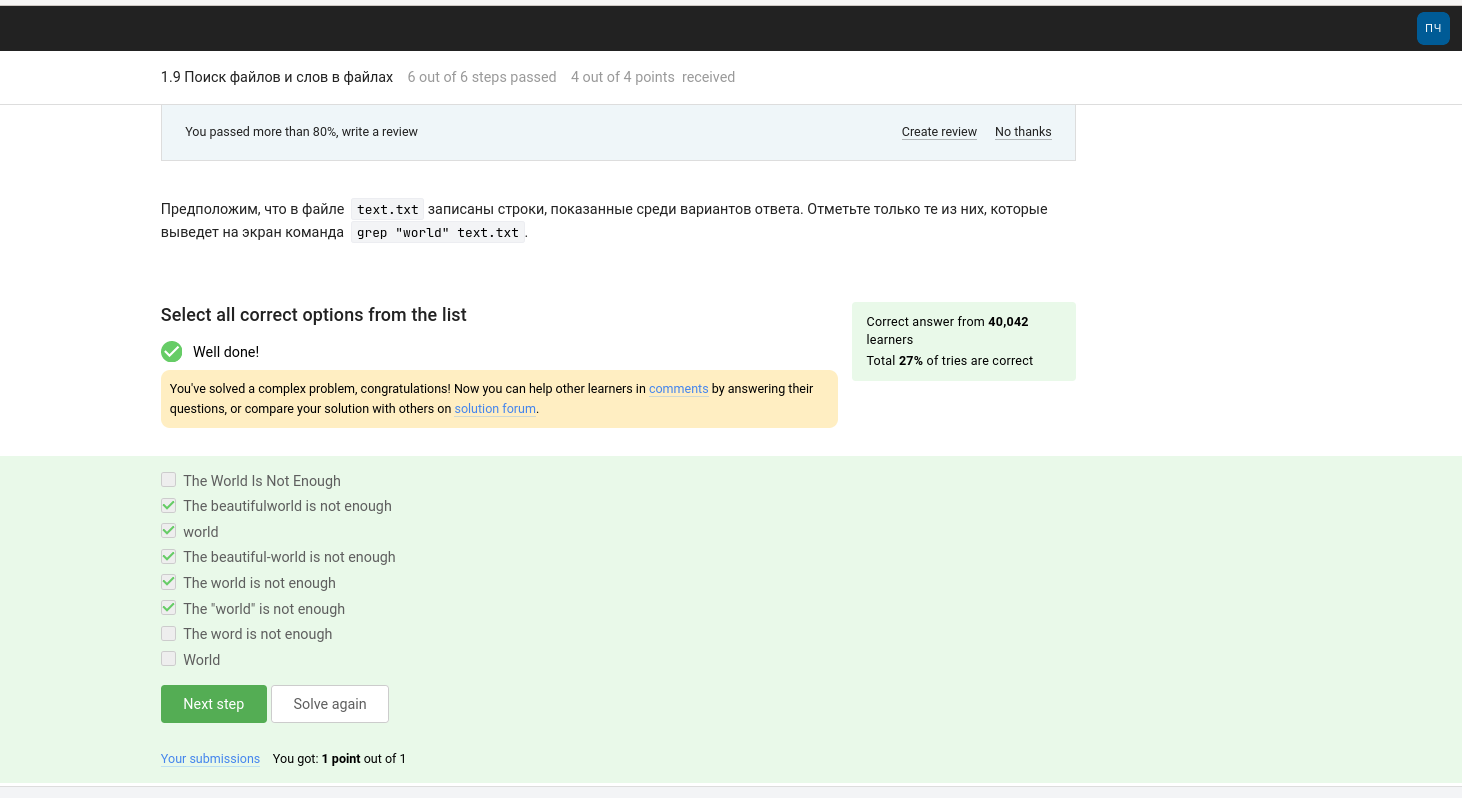 ПЧ
1.9 Поиск файлов и слов в файлах 6 out of 6 steps passed 4 out of 4 points received
You passed more than 80%, write a review Create review No thanks
Предположим, что в файле text.txt записаны строки, показанные среди вариантов ответа. Отметьте только те из них, которые
выведет на экран команда grep "world" text.txt.
Select all correct options from the list
Well done!
You've solved a complex problem, congratulations! Now you can help other learners in comments by answering their
questions, or compare your solution with others on solution forum.
Correct answer from 40,042
learners
Total 27% of tries are correct
The World Is Not Enough
The beautifulworld is not enough
world
The beautiful-world is not enough
The world is not enough
The "world" is not enough
The word is not enough
World
Next step Solve again
Your submissions You got: 1 point out of 1